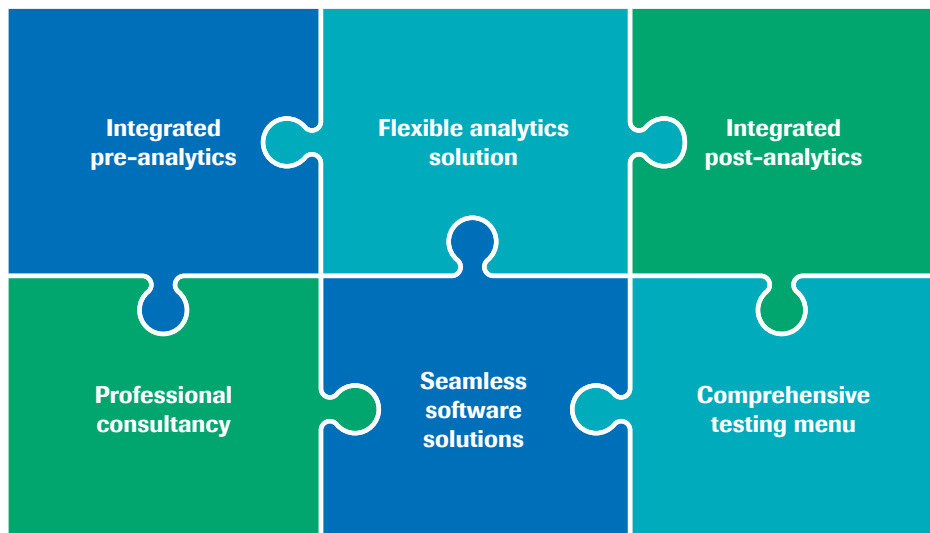 Integrated
pre-analytics
Flexible analytics
solution
Integrated
post-analytics
Professional
consultancy
Seamless
software
solutions
Comprehensive
testing menu